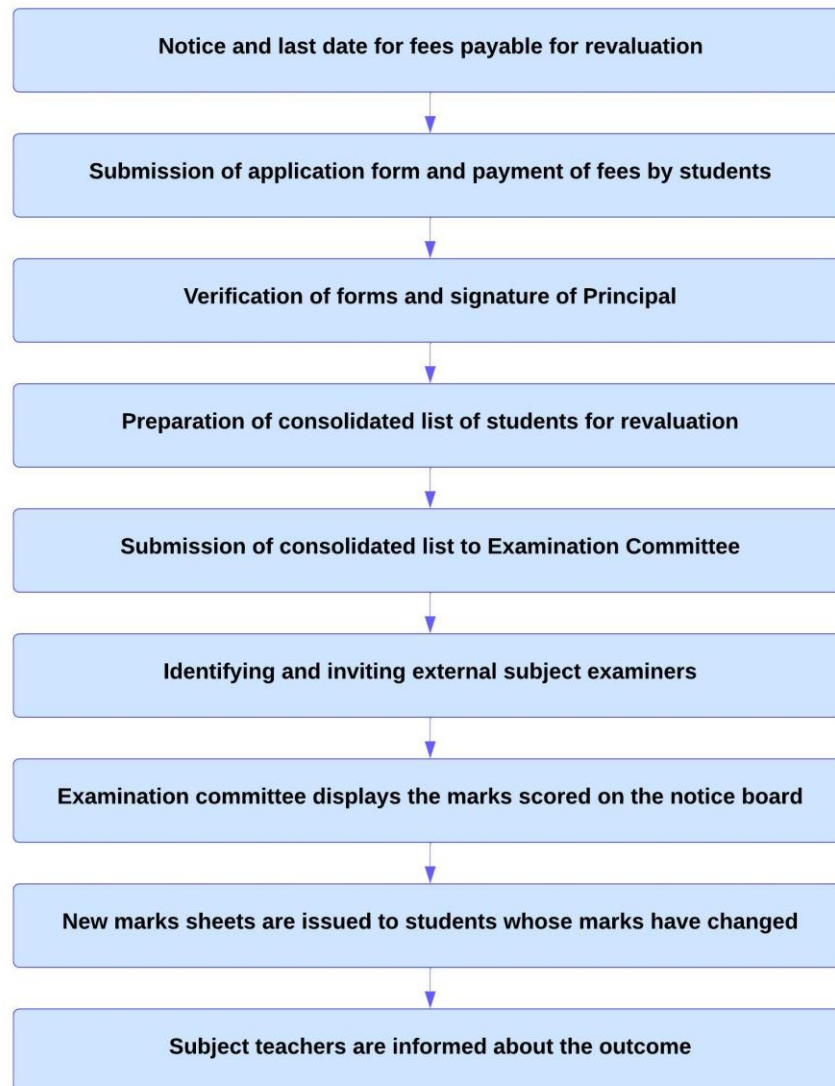 Notice and last date for fees payable for revaluation
Submission of application form and payment of fees by students
Verification of forms and signature of Principal
Preparation of consolidated list of students for revaluation
Submission of consolidated list to Examination Committee
Identifying and inviting external subject examiners
Examination committee displays the marks scored on the notice board
New marks sheets are issued to students whose marks have changed
Subject teachers are informed about the outcome